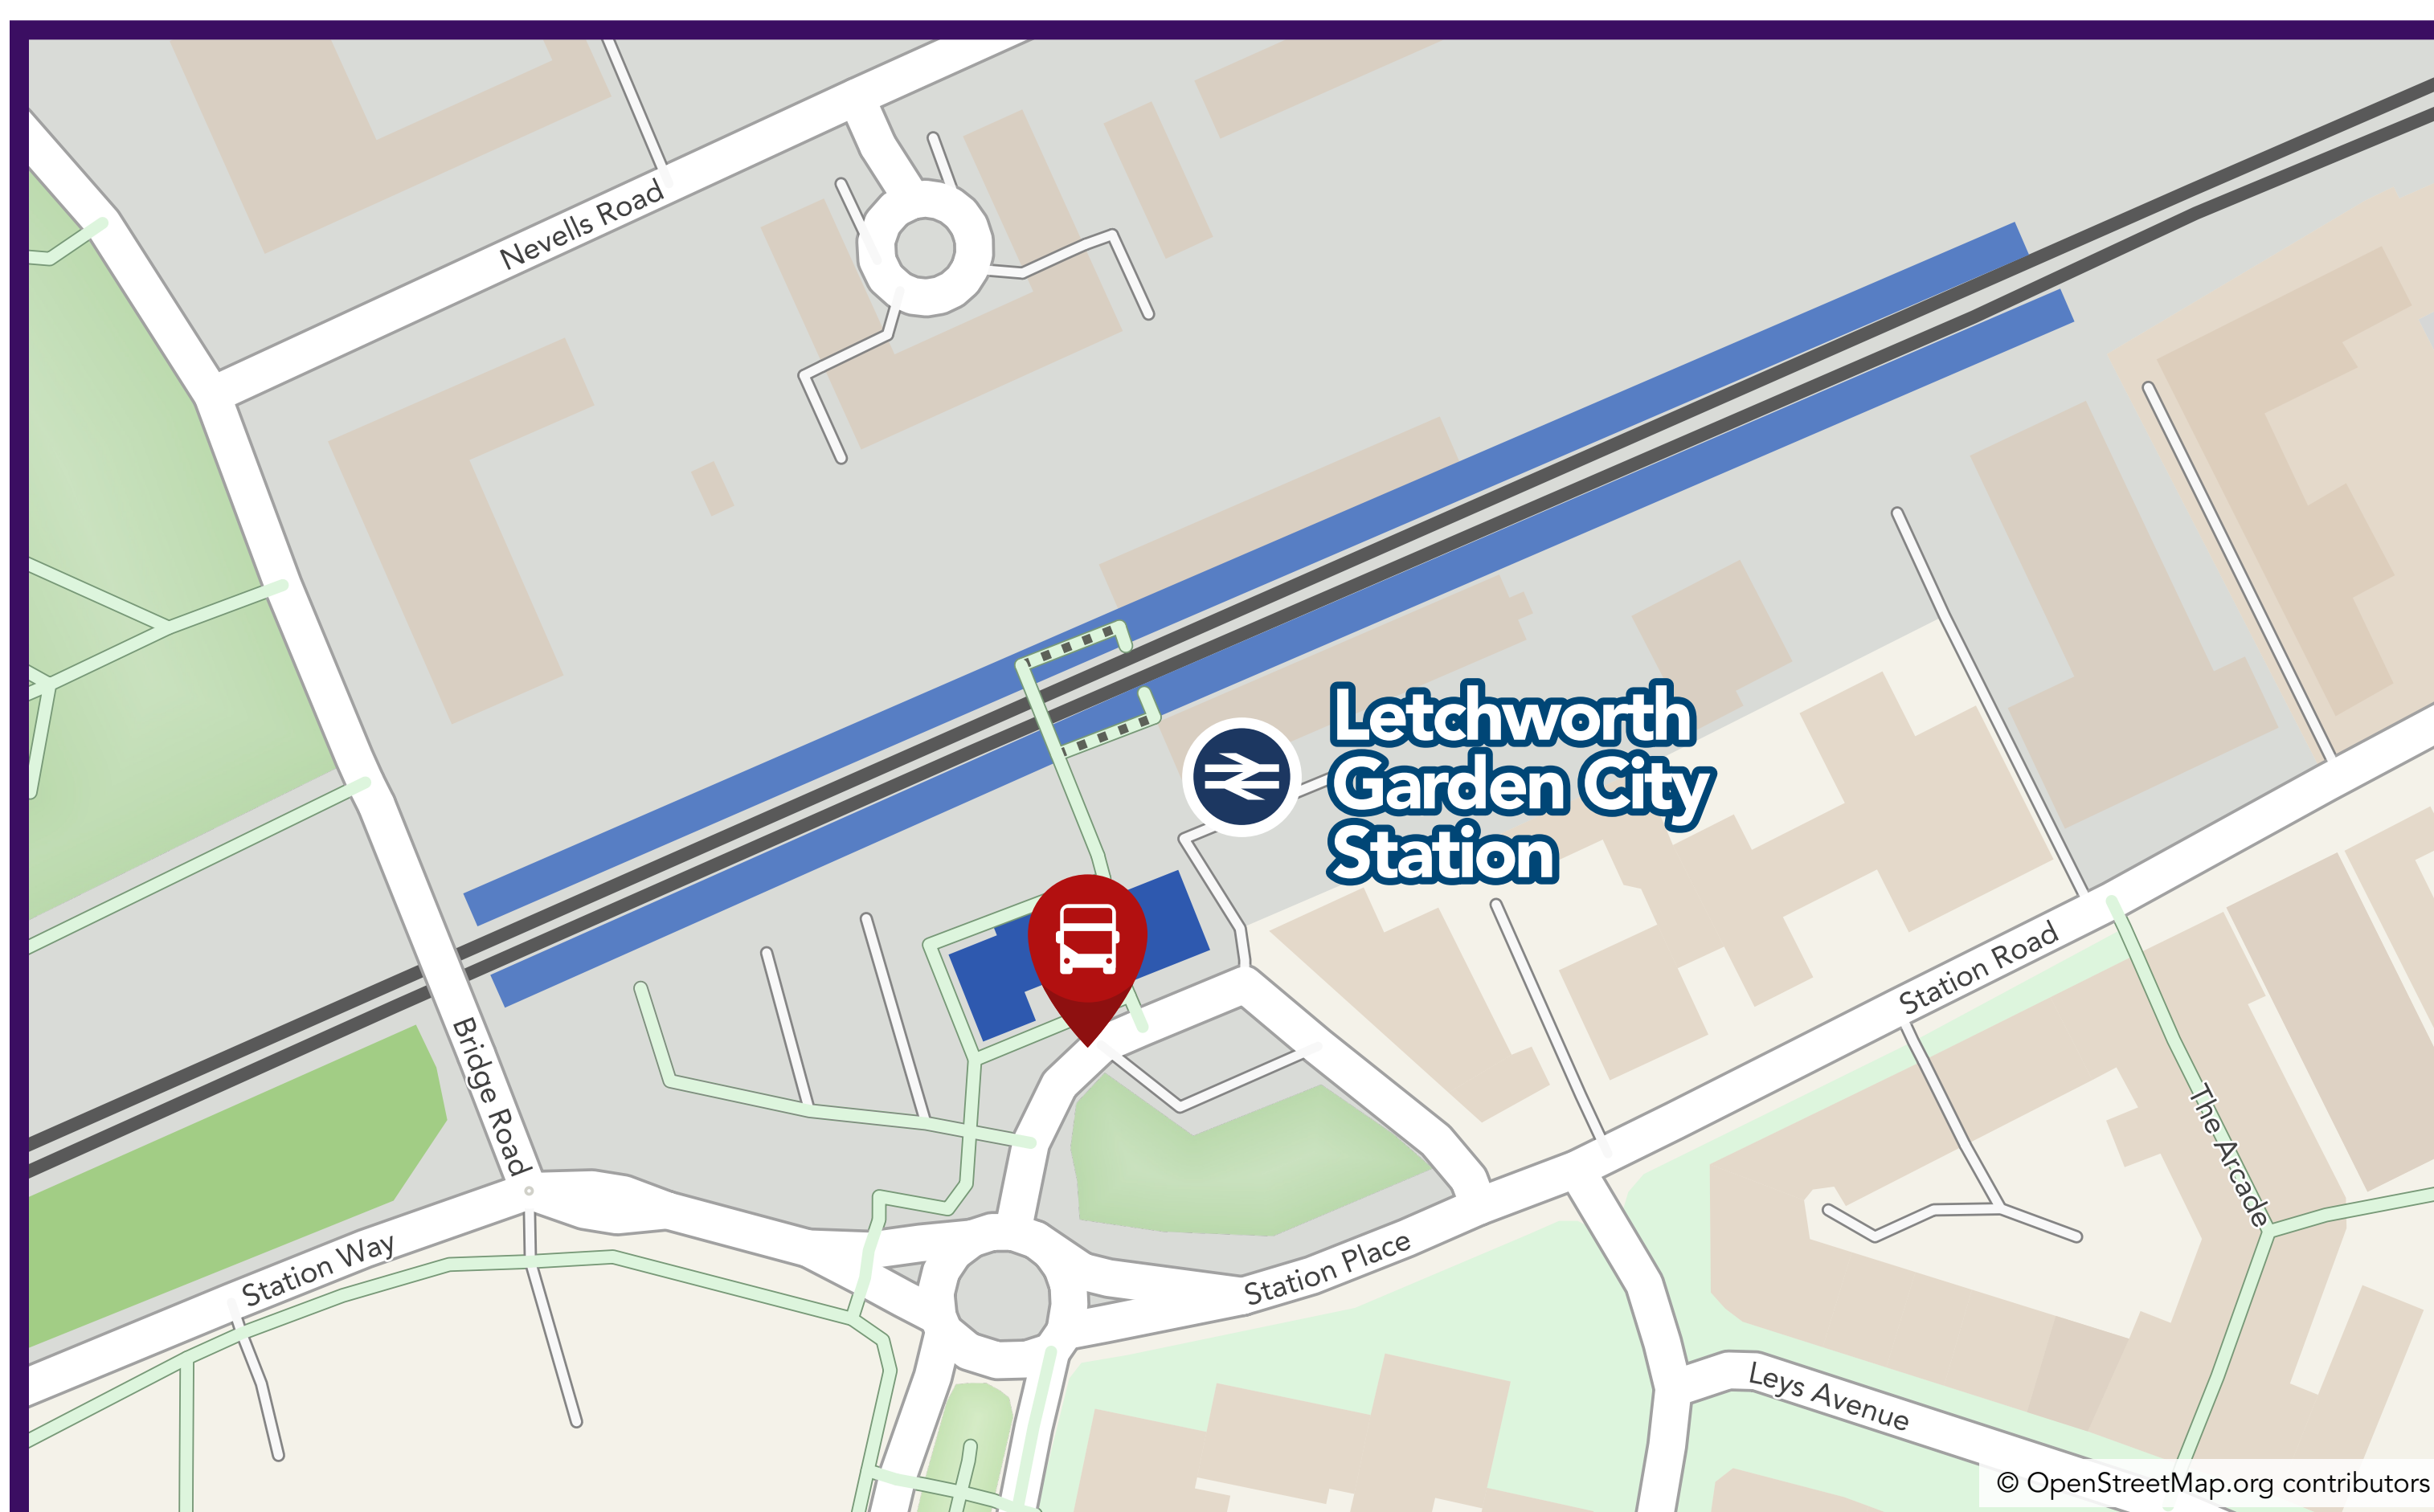 Nevells Road
Letchworth
Garden City
Station
Station Road
Bridge Road
The Arcade
Station Way
Station Place
Leys Avenue
© OpenStreetMap.org contributors